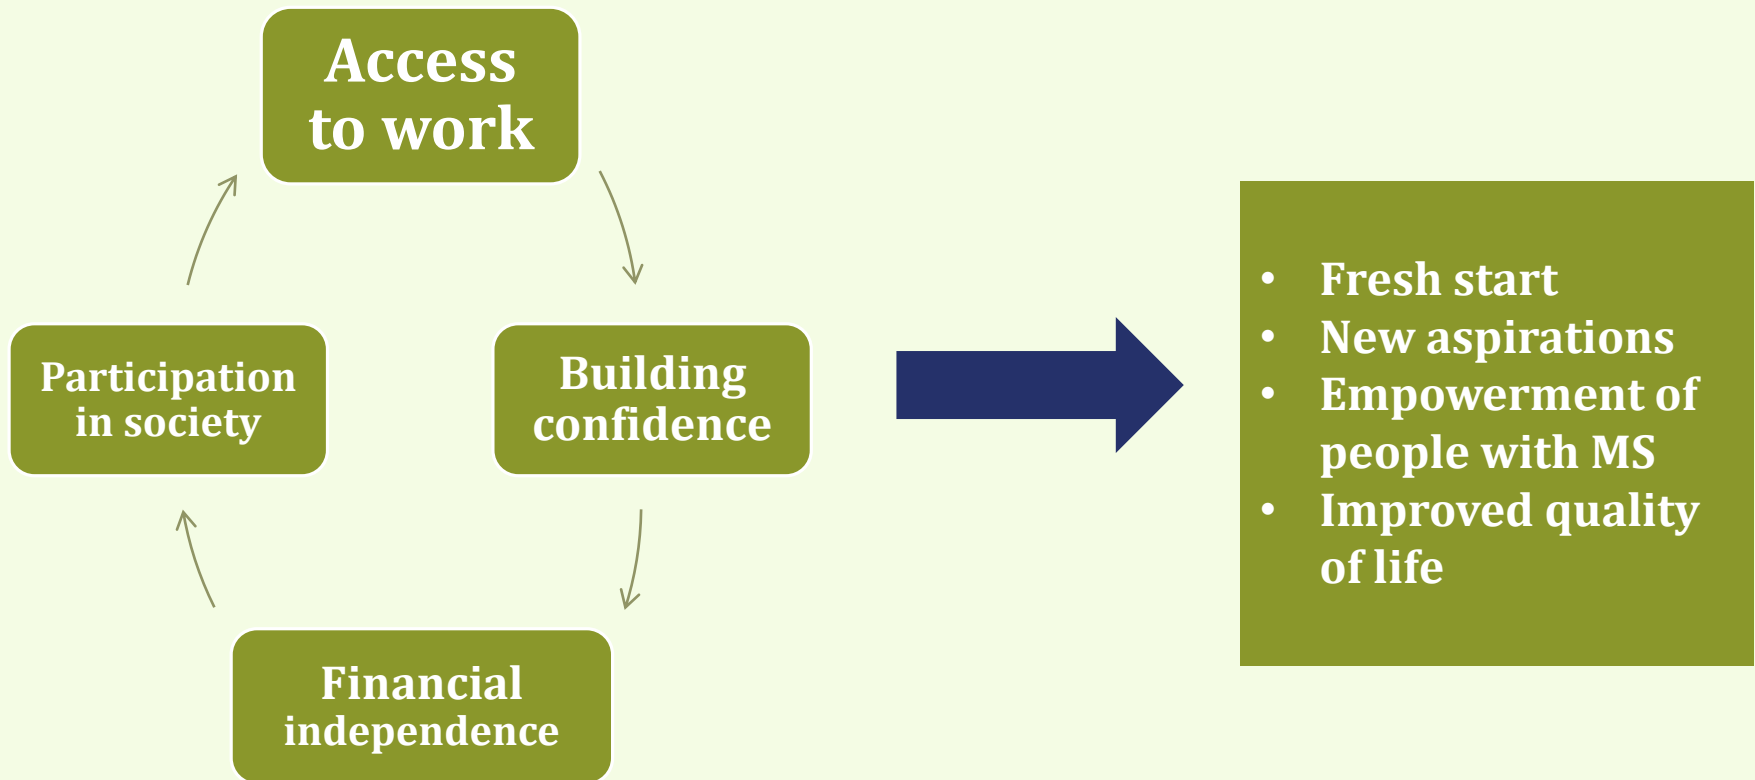 Access
to work
Participation
in society
Building
confidence
Financial
independence
• Fresh start
• New aspirations
• Empowerment of
people with MS
• Improved quality
of life